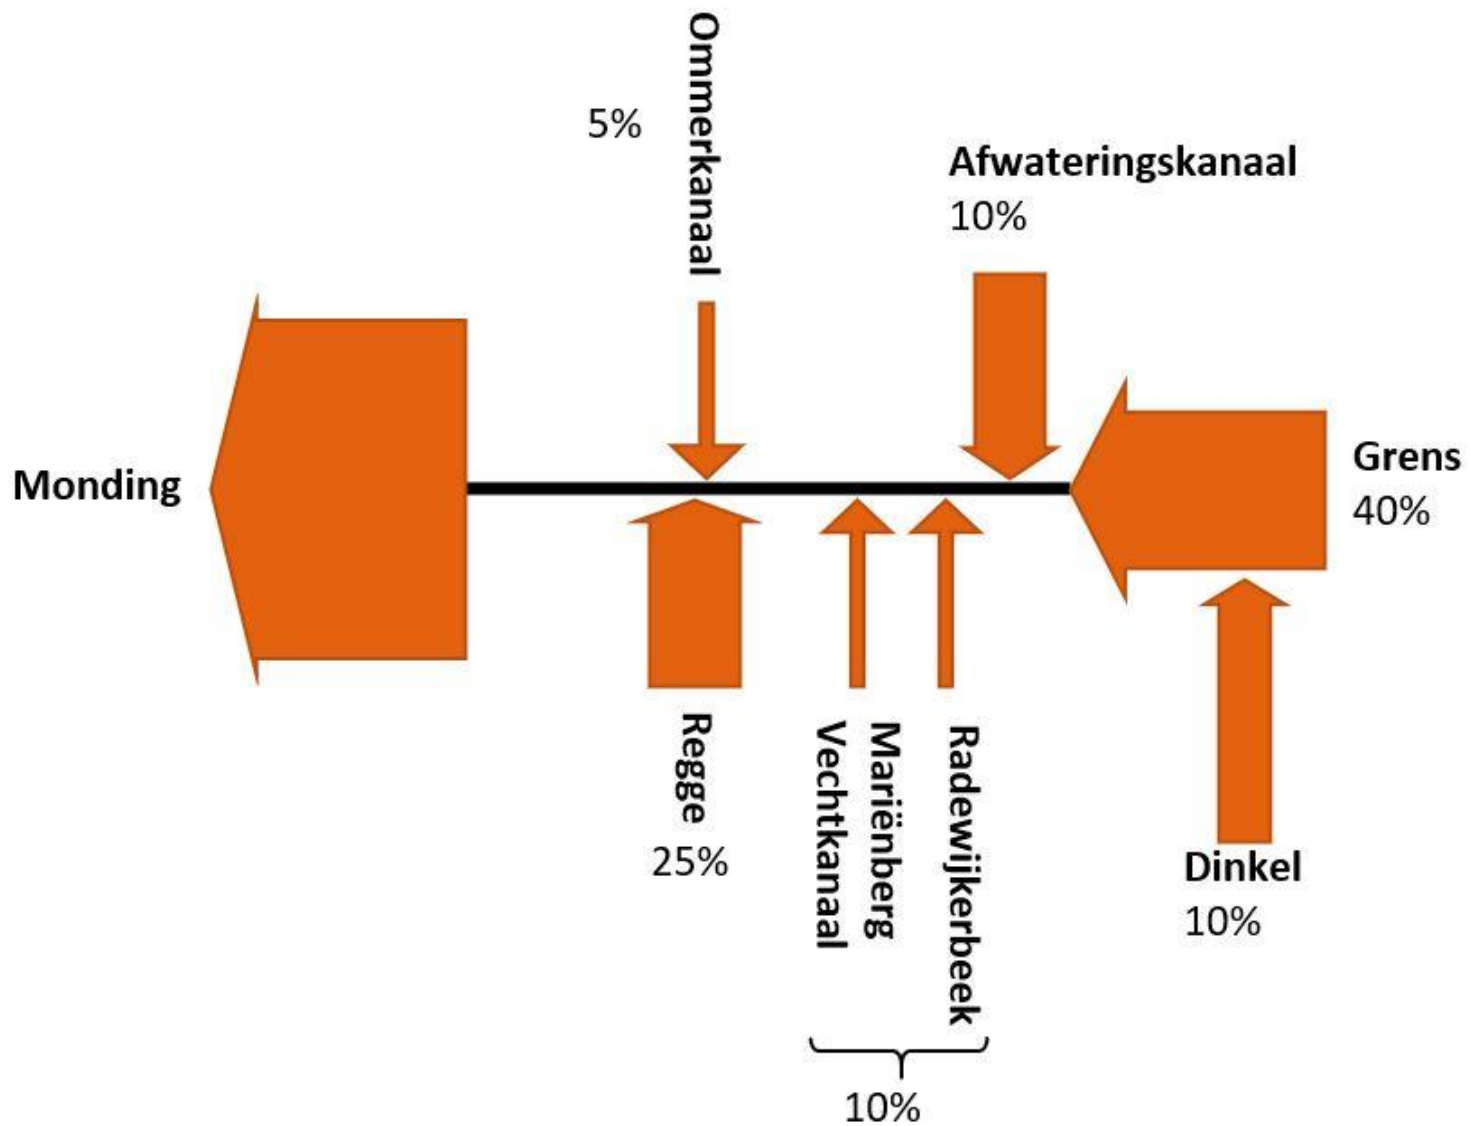 Ommerkanaal
5%
Afwateringskanaal
10%
Grens
40%
Monding
Regge
25%
Mariënberg
Vechtkanaal
Radewijkerbeek
10%
Dinkel
10%